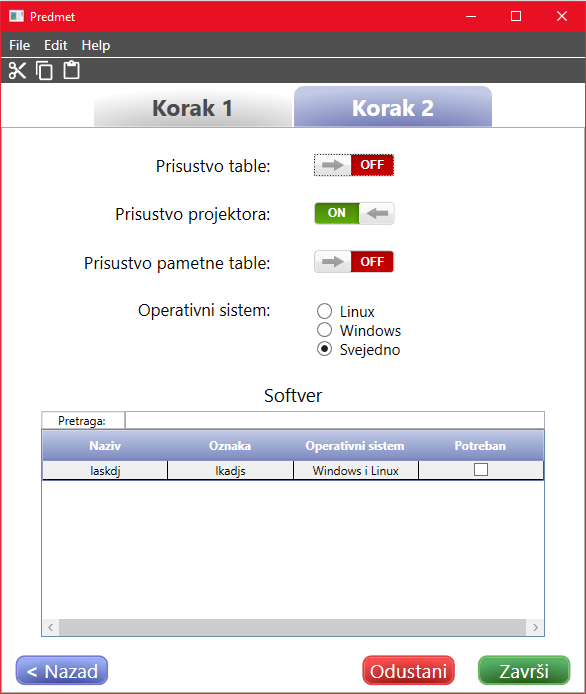 Predmet
File Edit Help
Korak 1 Korak 2
Prisustvo table: OFF
Prisustvo projektora: ON
Prisustvo pametne table: OFF
Operativni sistem: Linux
Windows
Svejedno
Softver
Pretraga:
Naziv Oznaka Operativni sistem Potreban
laskdj lkadjs Windows i Linux
< Nazad Odustani Završi